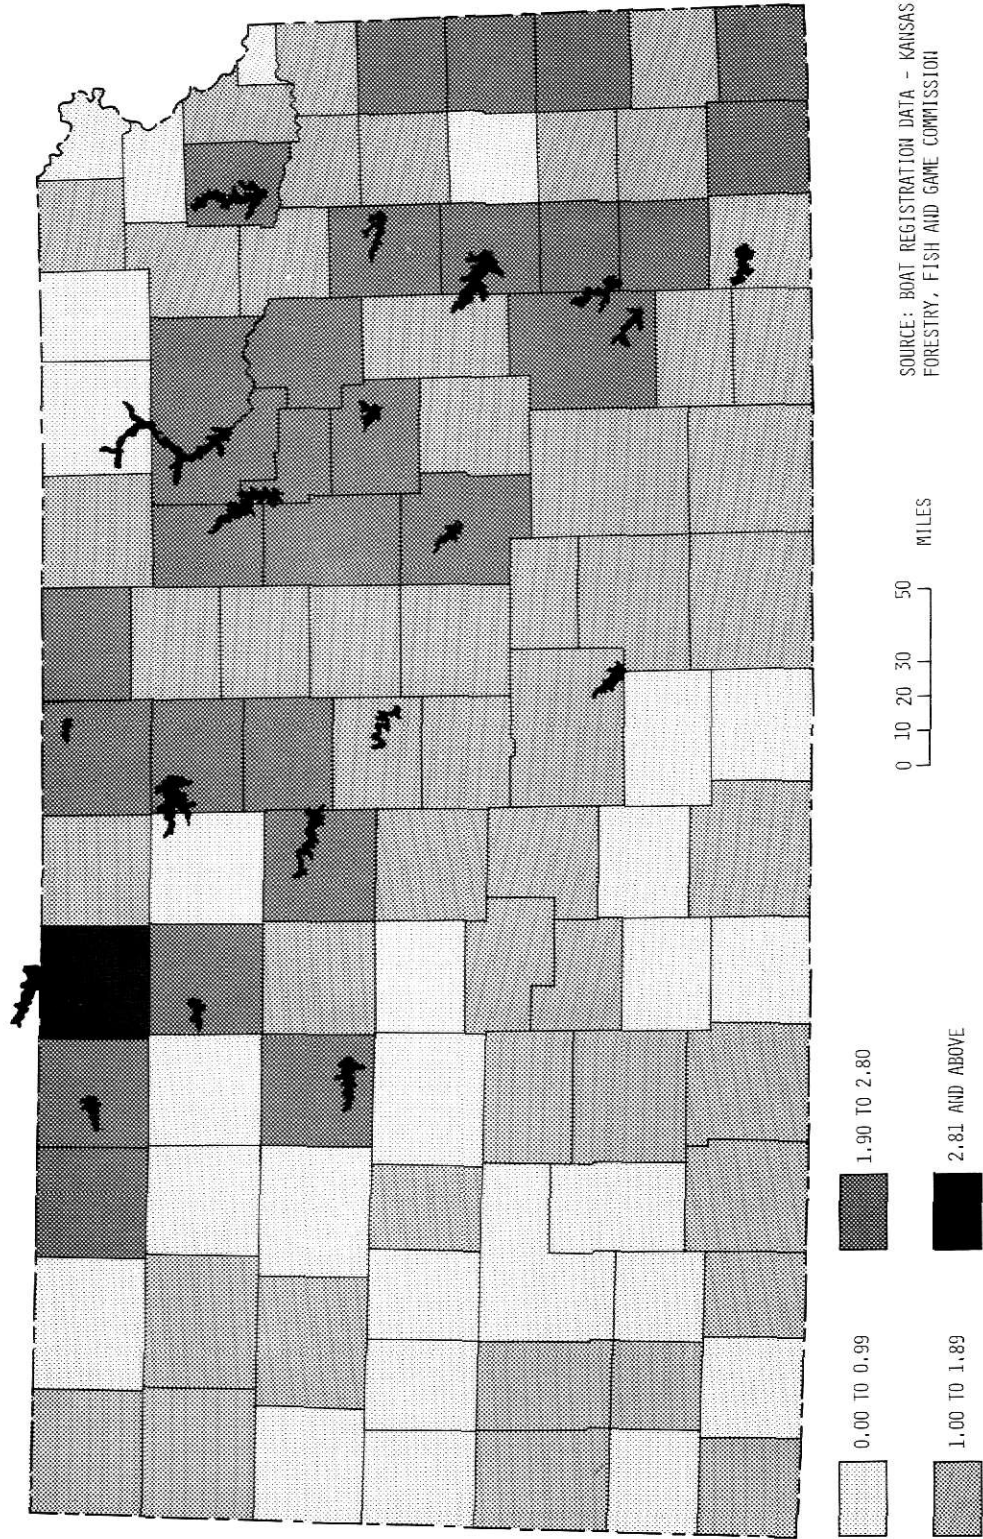 SOURCE: BOAT REGISTRATION DATA - KANSAS
FORESTRY, FISH AND GAME COMMISSION
0 10 20 30 50
MILES
0.00 TO 0.99
1.90 TO 2.80
1.00 TO 1.89
2.81 AND ABOVE